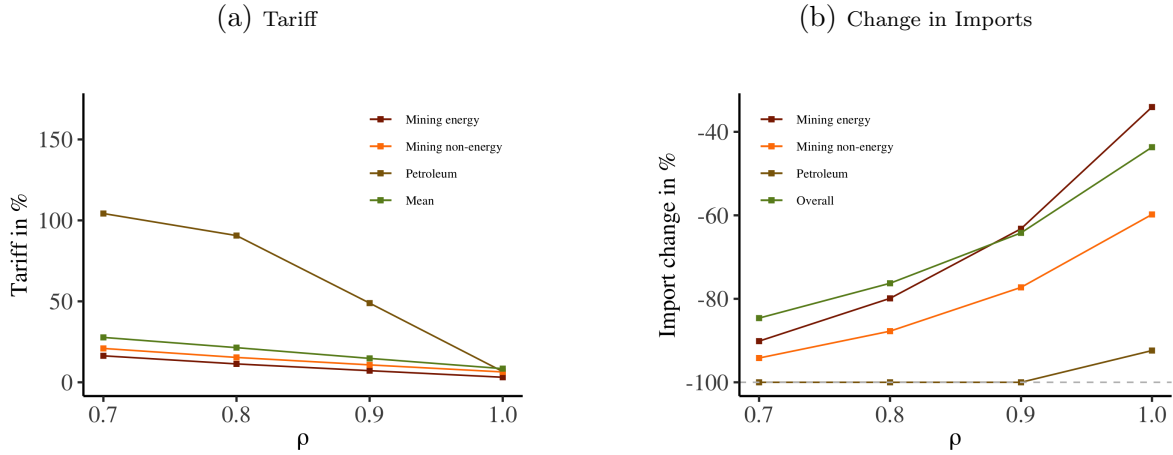 (a) Tariff
150
100
50
0
Tariff in %
0.7 0.8 0.9 1.0
ρ
Mining energy
Mining non-energy
Petroleum
Mean
(b) Change in Imports
-40
-60
-80
-100
Import change in %
0.7 0.8 0.9 1.0
ρ
Mining energy
Mining non-energy
Petroleum
Overall